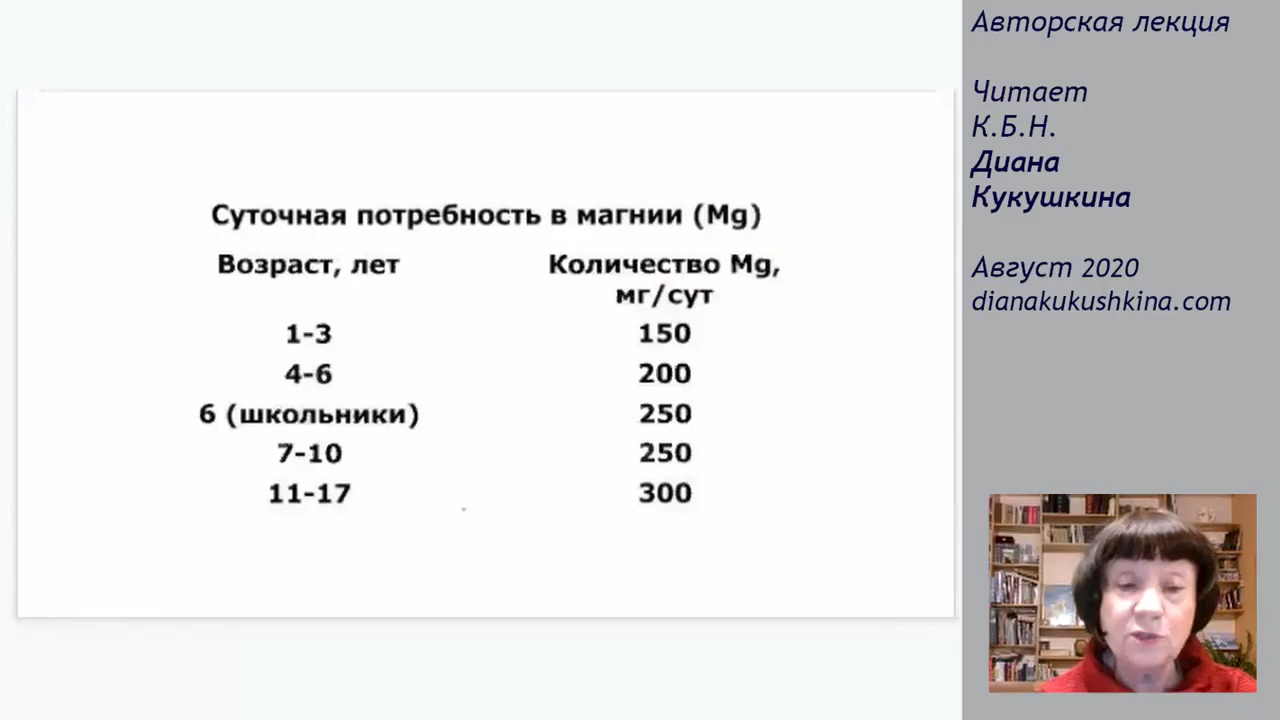 Суточная потребность в магнии (Mg)
Возраст, лет Количество Mg,
мг/сут
1-3 150
4-6 200
6 (школьники) 250
7-10 250
11-17 300
Авторская лекция
Читает
К.Б.Н.
Диана
Кукушкина
Август 2020
dianakukushkina.com